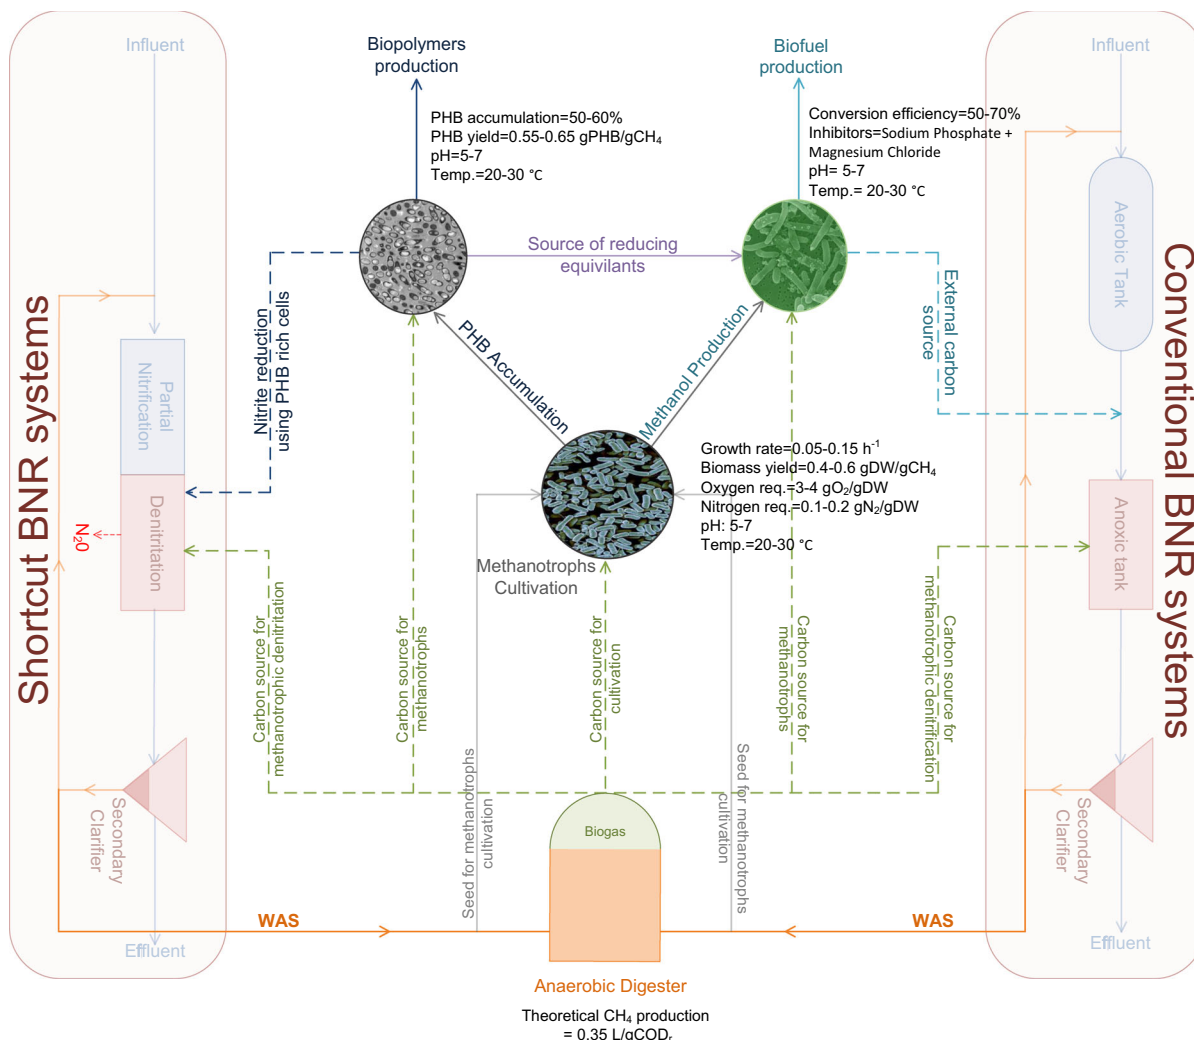 Influent
Biopolymers
production
Biofuel
production
Influent
PHB accumulation=50-60%
PHB yield=0.55-0.65 gPHB/gCH₄
pH=5-7
Temp.=20-30 °C
Conversion efficiency=50-70%
Inhibitors=Sodium Phosphate +
Magnesium Chloride
pH= 5-7
Temp.= 20-30 °C
Source of reducing
equivilants
Shortcut BNR systems
Partial
Nitrification
Denitritation
N₂0
Nitrite reduction
using PHB rich cells
PHB Accumulation
Methanol Production
External carbon
source
Aerobic Tank
Anoxic tank
Conventional BNR systems
Growth rate=0.05-0.15 h⁻¹
Biomass yield=0.4-0.6 gDW/gCH₄
Oxygen req.=3-4 gO₂/gDW
Nitrogen req.=0.1-0.2 gN₂/gDW
pH: 5-7
Temp.=20-30 °C
Methanotrophs
Cultivation
Carbon source for
methanotrophic denitritation
Carbon source for
methanotrophs
Carbon source for
cultivation
Carbon source for
methanotrophs
Carbon source for
methanotrophic denitrification
Seed for methanotrophs
cultivation
Seed for methanotrophs
cultivation
Secondary
Clarifier
Secondary
Clarifier
Biogas
WAS
WAS
Effluent
Effluent
Anaerobic Digester
Theoretical CH₄ production
= 0.35 L/gCODᵣ